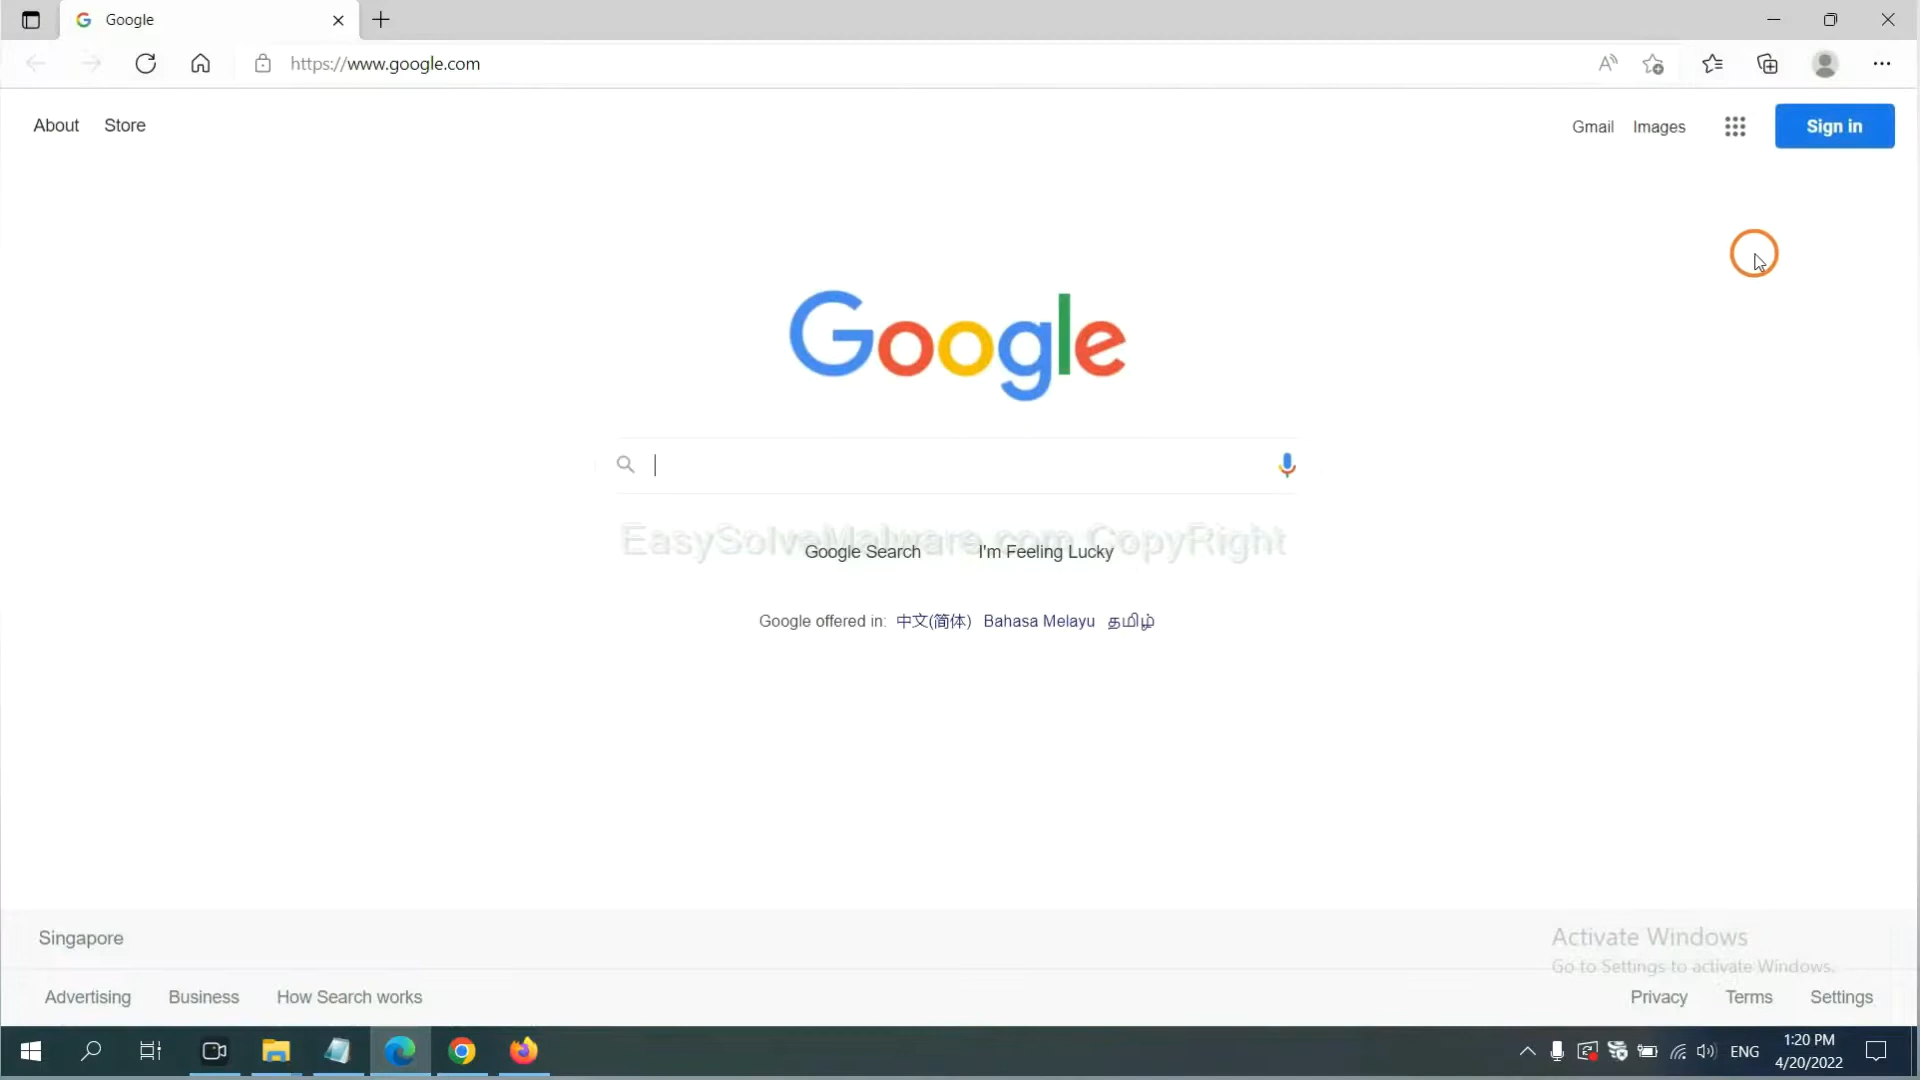 Google
https://www.google.com
About Store
Gmail Images Sign in
Google
EasySolveMalware.com CopyRight
Google Search I'm Feeling Lucky
Google offered in: 中文(简体) Bahasa Melayu தமிழ்
Singapore
Activate Windows
Go to Settings to activate Windows.
Advertising Business How Search works
Privacy Terms Settings
ENG
1:20 PM
4/20/2022